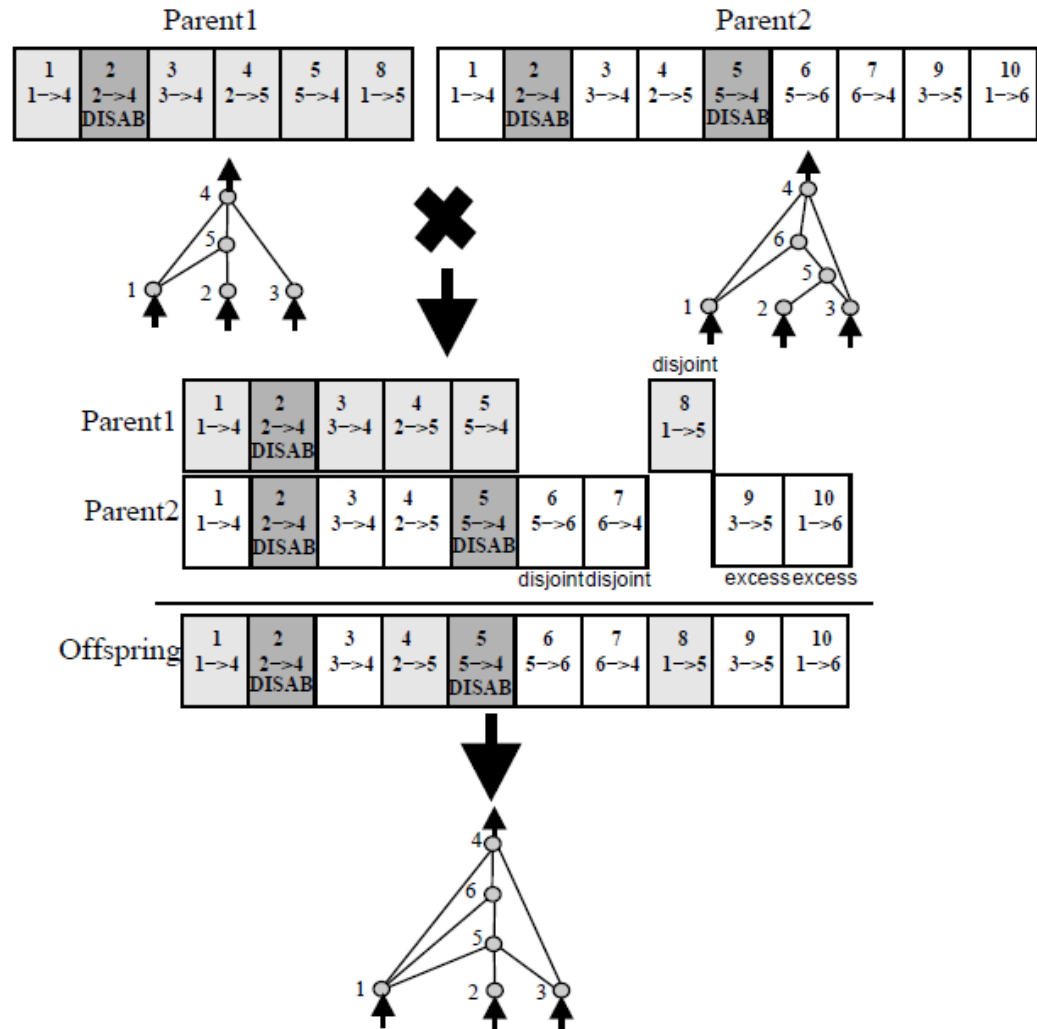 Parent1
Parent2
1 2 3 4 5 8
1->4 2->4 3->4 2->5 5->4 1->5
DISAB
1 2 3 4 5 6 7 9 10
1->4 2->4 3->4 2->5 5->4 5->6 6->4 3->5 1->6
DISAB DISAB
4
5
1 2 3
4
6
5
1 2 3
disjoint
Parent1
1 2 3 4 5 8
1->4 2->4 3->4 2->5 5->4 1->5
DISAB
Parent2
1 2 3 4 5 6 7 9 10
1->4 2->4 3->4 2->5 5->4 5->6 6->4 3->5 1->6
DISAB DISAB
disjoint disjoint excess excess
Offspring
1 2 3 4 5 6 7 8 9 10
1->4 2->4 3->4 2->5 5->4 5->6 6->4 1->5 3->5 1->6
DISAB DISAB
4
6
5
1 2 3